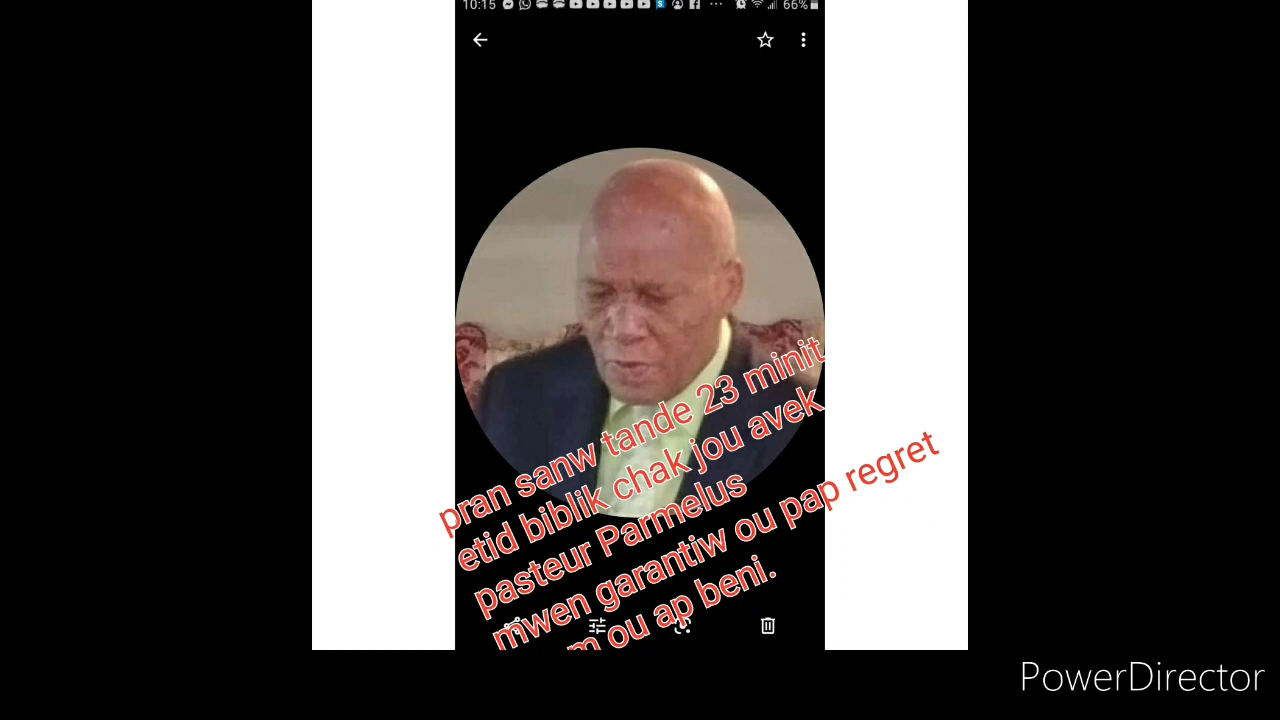 10:15
66%
pran sanw tande 23 minit
etid biblik chak jou avek
pasteur Parmelus
mwen garantiw ou pap regret
m ou ap beni.
PowerDirector